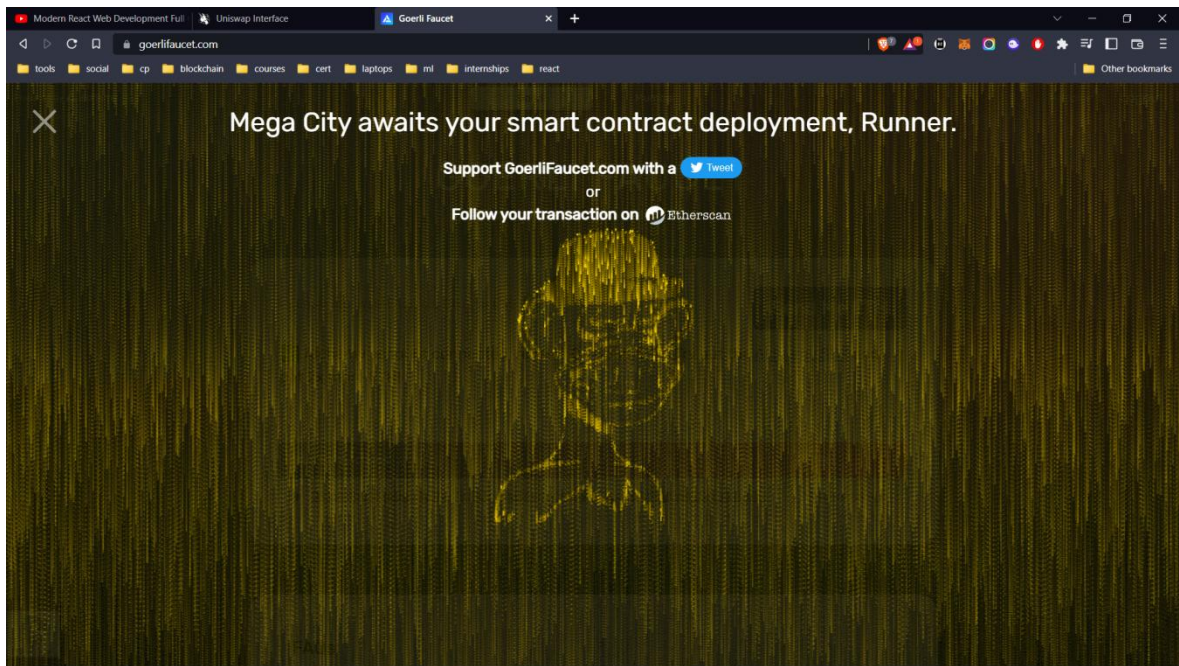 Modern React Web Development Full
Uniswap Interface
Goerli Faucet
goerlifaucet.com
tools social cp blockchain courses cert laptops ml internships react Other bookmarks
Mega City awaits your smart contract deployment, Runner.
Support GoerliFaucet.com with a Tweet
or
Follow your transaction on Etherscan